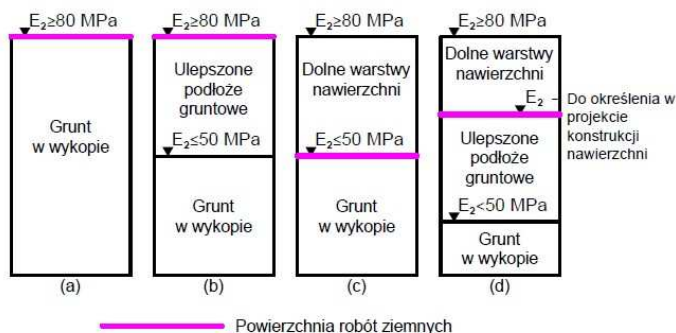 E₂≥80 MPa
Grunt
w wykopie
(a)
E₂≥80 MPa
Ulepszone
podłoże
gruntowe
E₂≤50 MPa
Grunt
w wykopie
(b)
E₂≥80 MPa
Dolne warstwy
nawierzchni
E₂≤50 MPa
Grunt
w wykopie
(c)
E₂≥80 MPa
Dolne warstwy
nawierzchni
E₂ – Do określenia w
projekcie
konstrukcji
nawierzchni
Ulepszone
podłoże
gruntowe
E₂<50 MPa
Grunt
w wykopie
(d)
Powierzchnia robót ziemnych